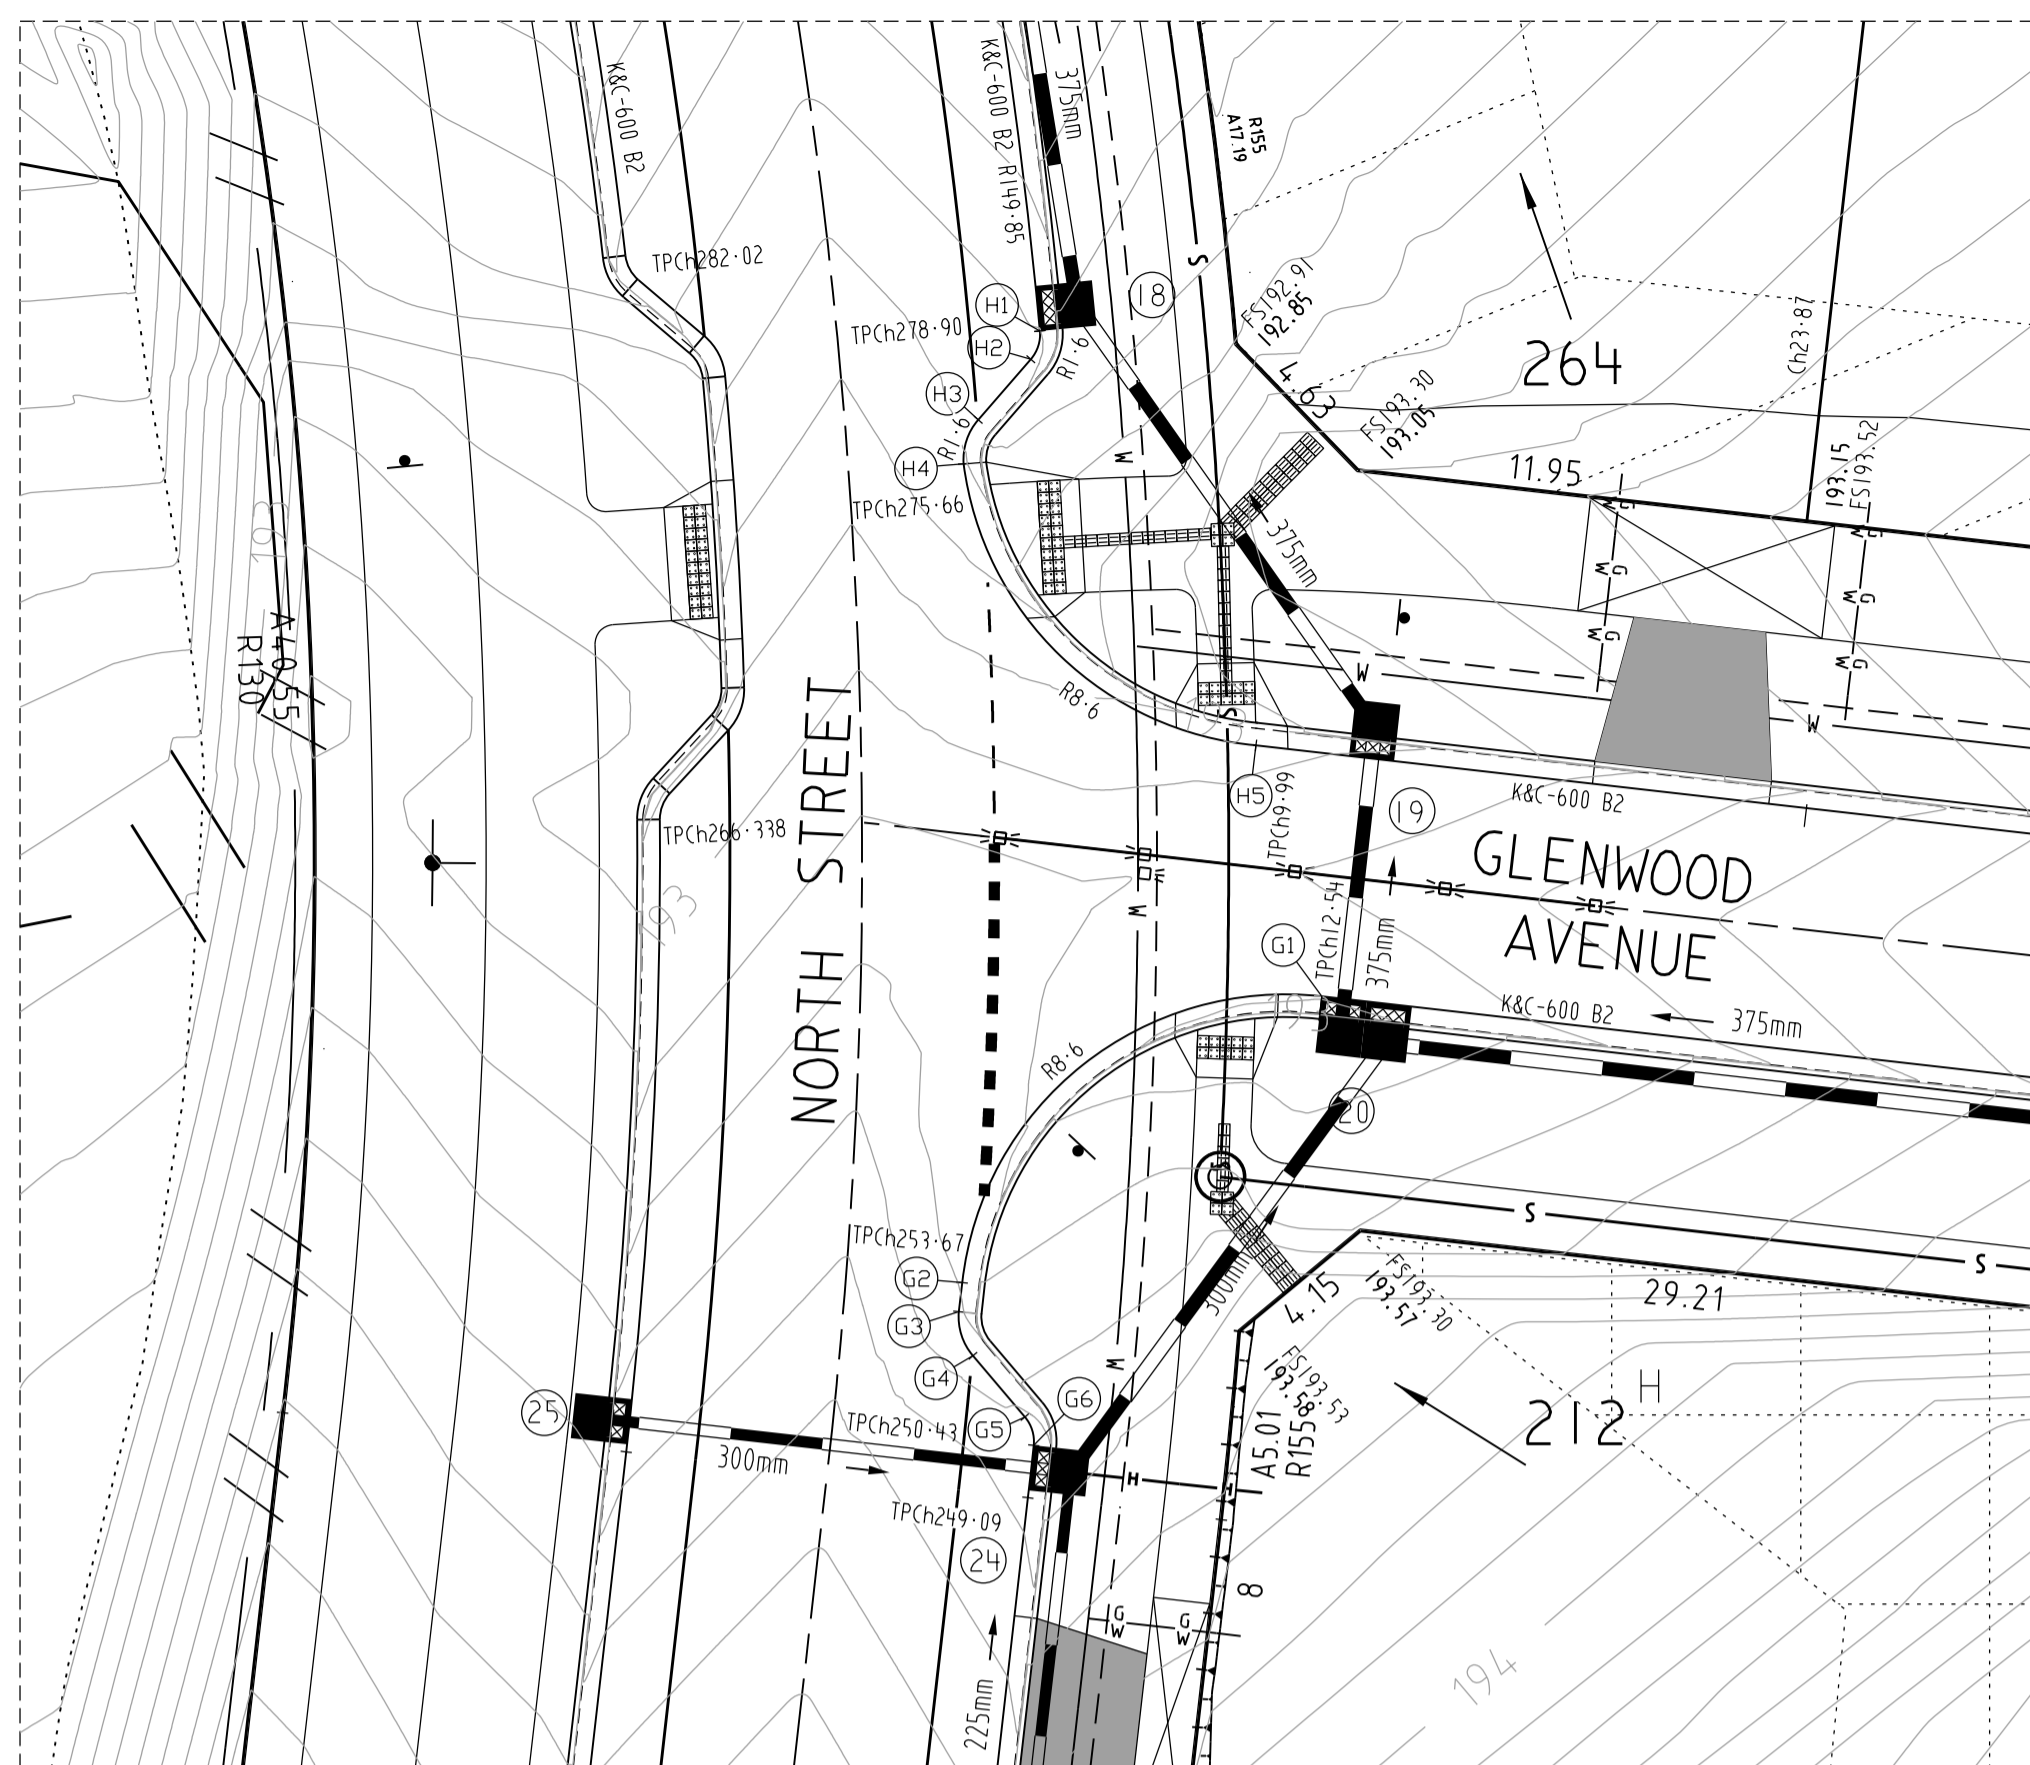 K&C-600 B2
K&C-600 B2 R149·85
375mm
S
R155
A17.19
TPCh282·02
H1
18
TPCh278·90
H2
R1·6
FS192.91
192.85
264
Ch23·87
H3
R1·6
4.63
FS193.30
193.05
H4
W
11.95
193.15
FS193.52
TPCh275·66
193
375mm
G
W
G
W
G
W
G
W
G
W
G
W
A40.55
R130
W
R8·6
S
W
H5
TPCh9·99
K&C-600 B2
19
TPCh266·338
NORTH STREET
GLENWOOD
AVENUE
193
W
G1
TPCh12·54
375mm
K&C-600 B2
375mm
193
R8·6
20
S
S
TPCh253·67
G2
G3
300mm
4.15
FS193.30
193.57
29.21
G4
W
G6
FS193.53
193.58
H
212
25
TPCh250·43
G5
300mm
H
A5.01
R155
TPCh249·09
24
8
G
W
G
W
225mm
194